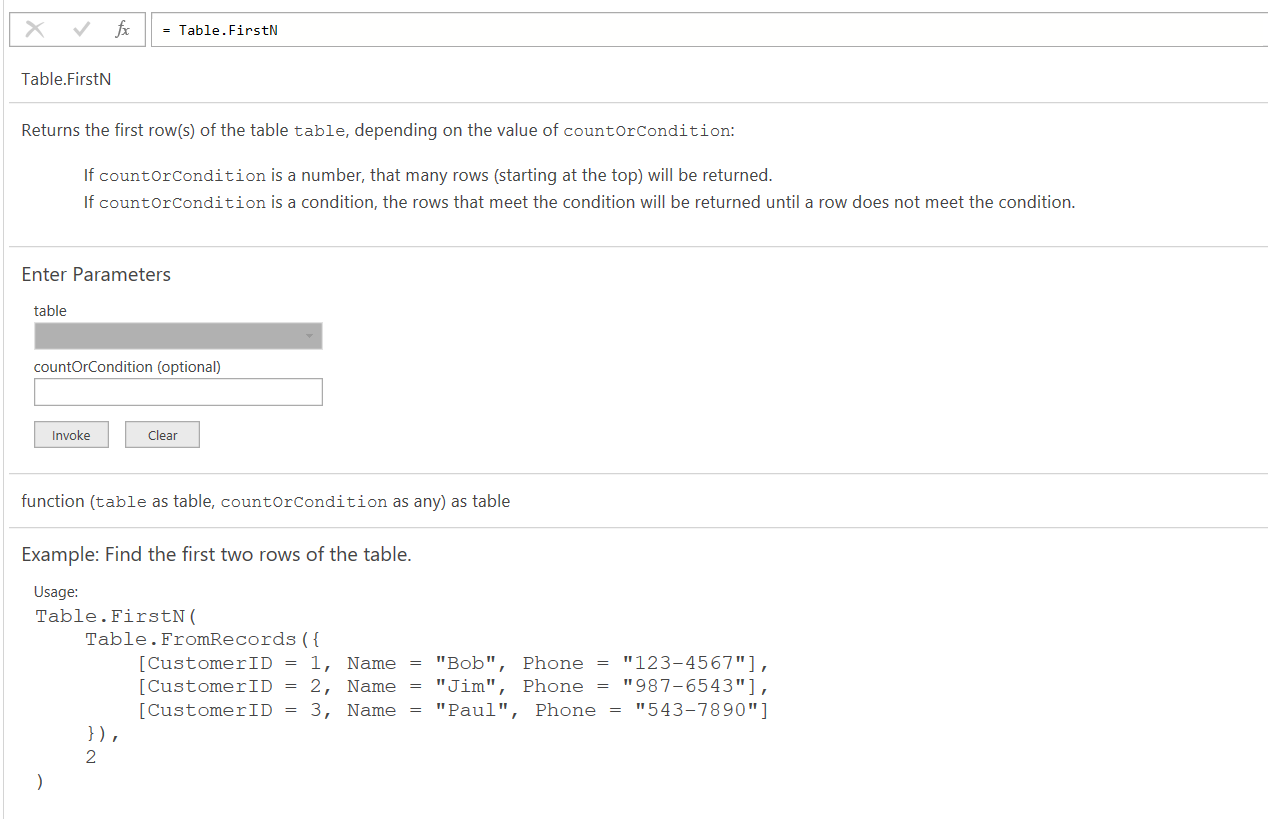 fx = Table.FirstN
Table.FirstN
Returns the first row(s) of the table table, depending on the value of countOrCondition:
If countOrCondition is a number, that many rows (starting at the top) will be returned.
If countOrCondition is a condition, the rows that meet the condition will be returned until a row does not meet the condition.
Enter Parameters
table
countOrCondition (optional)
Invoke Clear
function (table as table, countOrCondition as any) as table
Example: Find the first two rows of the table.
Usage:
Table.FirstN(
    Table.FromRecords({
        [CustomerID = 1, Name = "Bob", Phone = "123-4567"],
        [CustomerID = 2, Name = "Jim", Phone = "987-6543"],
        [CustomerID = 3, Name = "Paul", Phone = "543-7890"]
    }),
    2
)